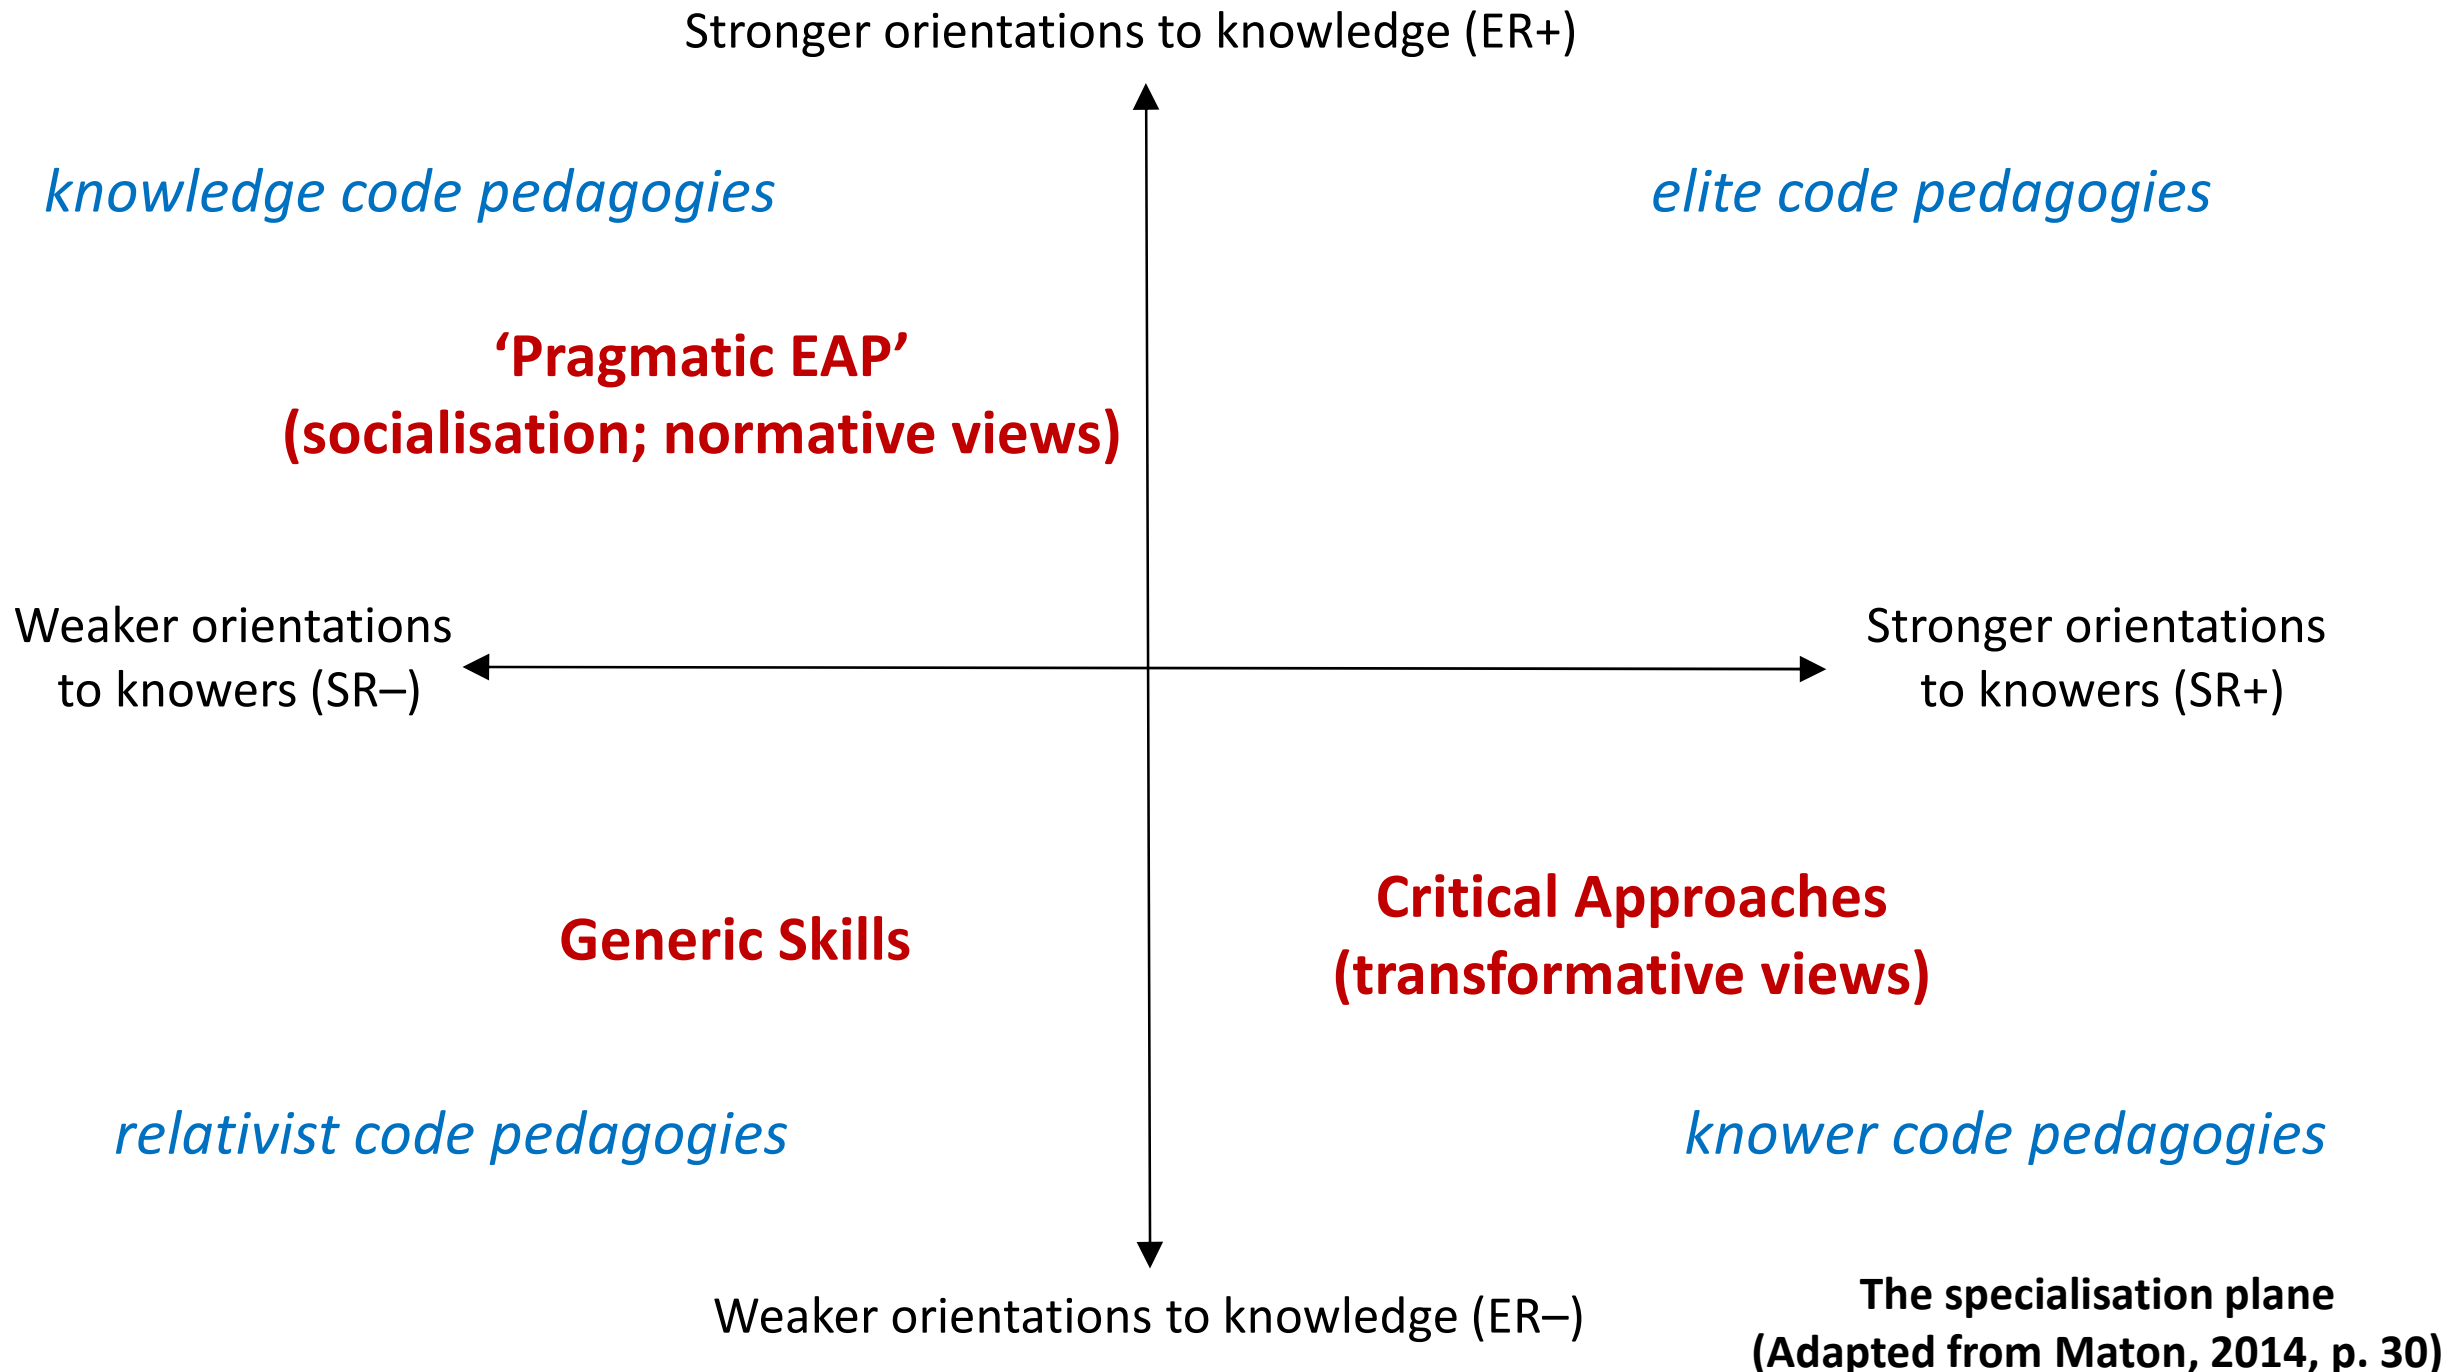 Stronger orientations to knowledge (ER+)
knowledge code pedagogies
elite code pedagogies
‘Pragmatic EAP’
(socialisation; normative views)
Weaker orientations
to knowers (SR–)
Stronger orientations
to knowers (SR+)
Generic Skills
Critical Approaches
(transformative views)
relativist code pedagogies
knower code pedagogies
Weaker orientations to knowledge (ER–)
The specialisation plane
(Adapted from Maton, 2014, p. 30)